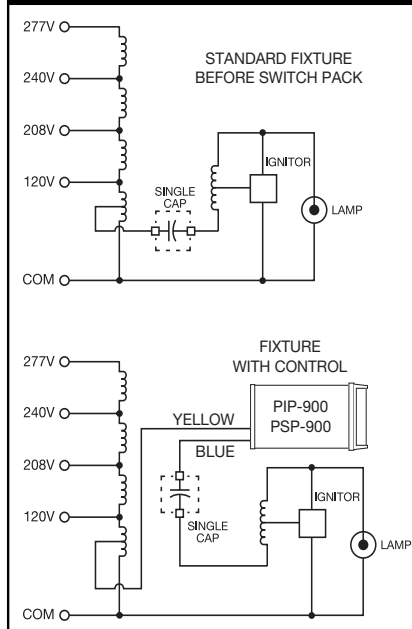 277V
STANDARD FIXTURE
BEFORE SWITCH PACK
240V
208V
IGNITOR
120V
SINGLE
CAP
LAMP
COM
FIXTURE
WITH CONTROL
277V
PIP-900
PSP-900
240V
YELLOW
BLUE
208V
IGNITOR
120V
SINGLE
CAP
LAMP
COM